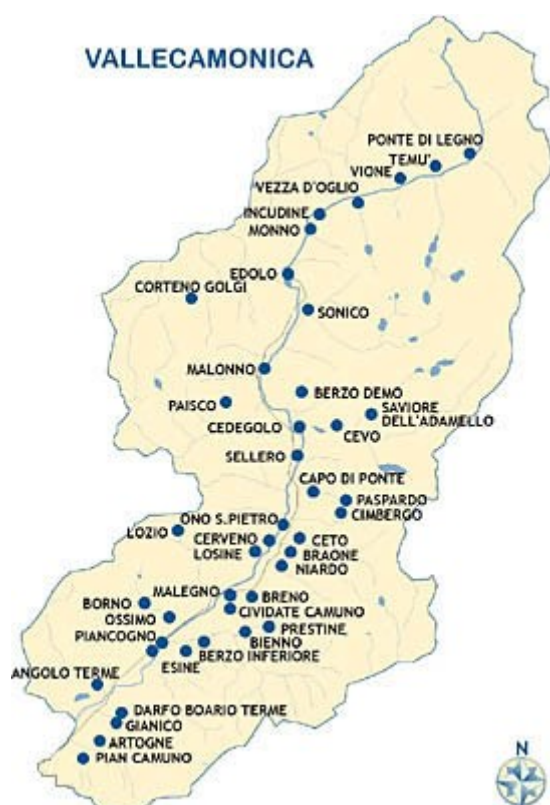 VALLECAMONICA
PONTE DI LEGNO
TEMU'
VIONE
VEZZA D'OGLIO
INCUDINE
MONNO
EDOLO
CORTENO GOLGI
SONICO
MALONNO
BERZO DEMO
PAISCO
SAVIORE
DELL'ADAMELLO
CEDEGOLO
CEVO
SELLERO
CAPO DI PONTE
PASPARDO
CIMBERGO
ONO S.PIETRO
LOZIO
CERVENO
CETO
LOSINE
BRAONE
NIARDO
MALEGNO
BRENO
BORNO
CIVIDATE CAMUNO
OSSIMO
PRESTINE
PIANCOGNO
BIENNO
BERZO INFERIORE
ESINE
ANGOLO TERME
DARFO BOARIO TERME
GIANICO
ARTOGNE
PIAN CAMUNO
N